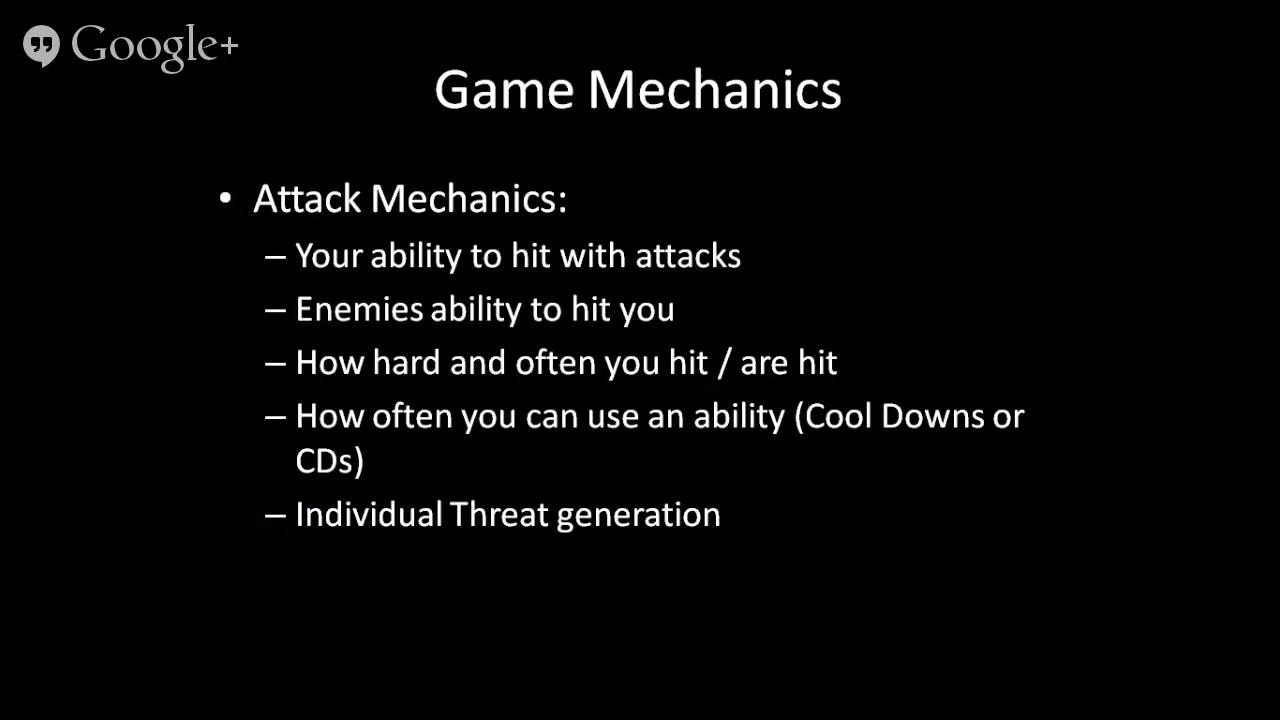 Google+
Game Mechanics
• Attack Mechanics:
– Your ability to hit with attacks
– Enemies ability to hit you
– How hard and often you hit / are hit
– How often you can use an ability (Cool Downs or
CDs)
– Individual Threat generation